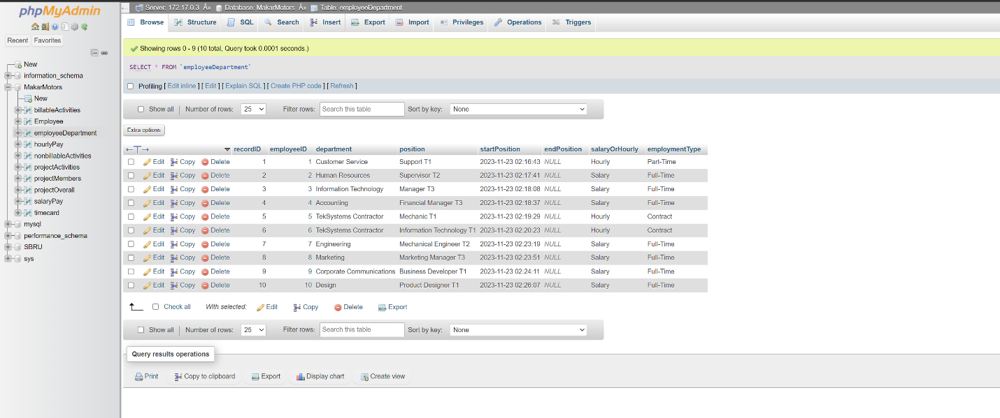 phpMyAdmin
Recent Favorites
New
information_schema
MakarMotors
New
billableActivities
Employee
employeeDepartment
hourlyPay
nonbillableActivities
projectActivities
projectMembers
projectOverall
salaryPay
timecard
mysql
performance_schema
SBRU
sys
Server: 172.17.0.3 Â» Database: MakarMotors Â» Table: employeeDepartment
Browse Structure SQL Search Insert Export Import Privileges Operations Triggers
Showing rows 0 - 9 (10 total, Query took 0.0001 seconds.)
SELECT * FROM `employeeDepartment`
Profiling [ Edit inline ] [ Edit ] [ Explain SQL ] [ Create PHP code ] [ Refresh ]
Show all | Number of rows: 25 Filter rows: Search this table Sort by key: None
Extra options
←T→ recordID employeeID department position startPosition endPosition salaryOrHourly employmentType
Edit Copy Delete 1 1 Customer Service Support T1 2023-11-23 02:16:43 NULL Hourly Part-Time
Edit Copy Delete 2 2 Human Resources Supervisor T2 2023-11-23 02:17:41 NULL Salary Full-Time
Edit Copy Delete 3 3 Information Technology Manager T3 2023-11-23 02:18:08 NULL Salary Full-Time
Edit Copy Delete 4 4 Accounting Financial Manager T3 2023-11-23 02:18:37 NULL Salary Full-Time
Edit Copy Delete 5 5 TekSystems Contractor Mechanic T1 2023-11-23 02:19:29 NULL Hourly Contract
Edit Copy Delete 6 6 TekSystems Contractor Information Technology T1 2023-11-23 02:20:23 NULL Hourly Contract
Edit Copy Delete 7 7 Engineering Mechanical Engineer T2 2023-11-23 02:23:19 NULL Salary Full-Time
Edit Copy Delete 8 8 Marketing Marketing Manager T3 2023-11-23 02:23:51 NULL Salary Full-Time
Edit Copy Delete 9 9 Corporate Communications Business Developer T1 2023-11-23 02:24:11 NULL Salary Full-Time
Edit Copy Delete 10 10 Design Product Designer T1 2023-11-23 02:26:07 NULL Salary Full-Time
Check all With selected: Edit Copy Delete Export
Show all | Number of rows: 25 Filter rows: Search this table Sort by key: None
Query results operations
Print Copy to clipboard Export Display chart Create view